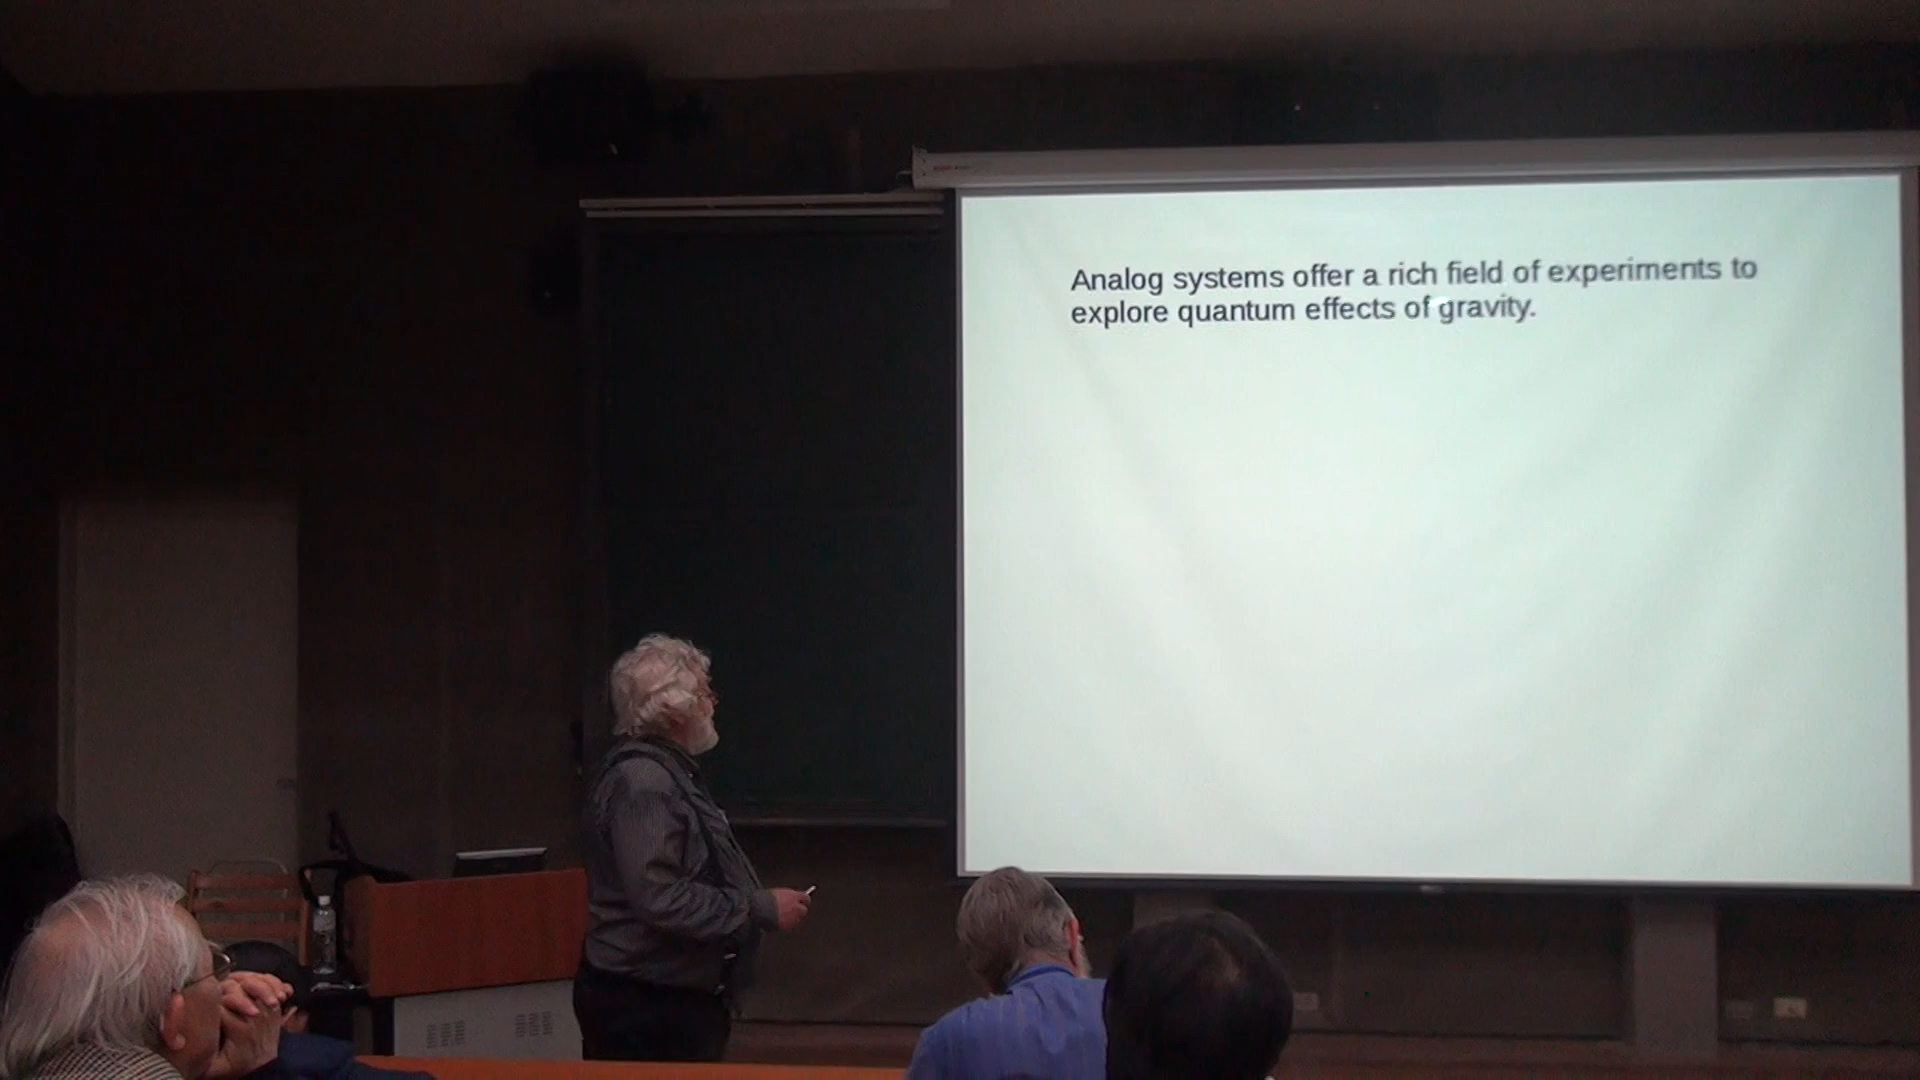 Analog systems offer a rich field of experiments to
explore quantum effects of gravity.